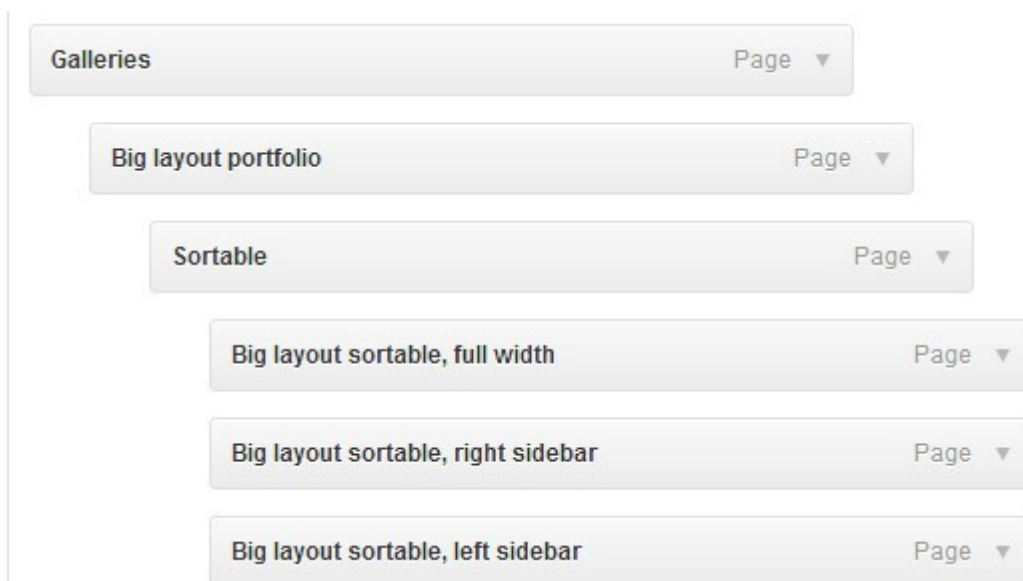 Galleries Page ▼
Big layout portfolio Page ▼
Sortable Page ▼
Big layout sortable, full width Page ▼
Big layout sortable, right sidebar Page ▼
Big layout sortable, left sidebar Page ▼